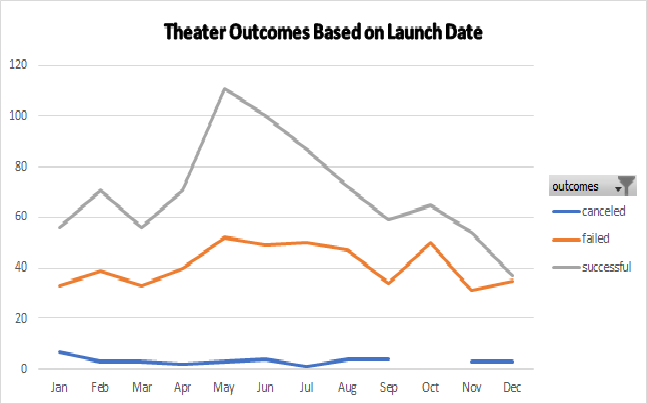 Theater Outcomes Based on Launch Date
120
100
80
60
40
20
0
Jan Feb Mar Apr May Jun Jul Aug Sep Oct Nov Dec
outcomes
canceled
failed
successful